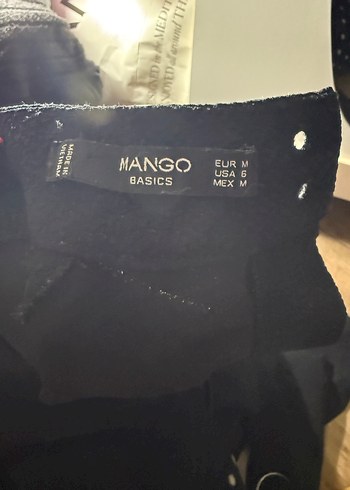 MADE IN
VIETNAM
MANGO
BASICS
EUR M
USA 6
MEX M